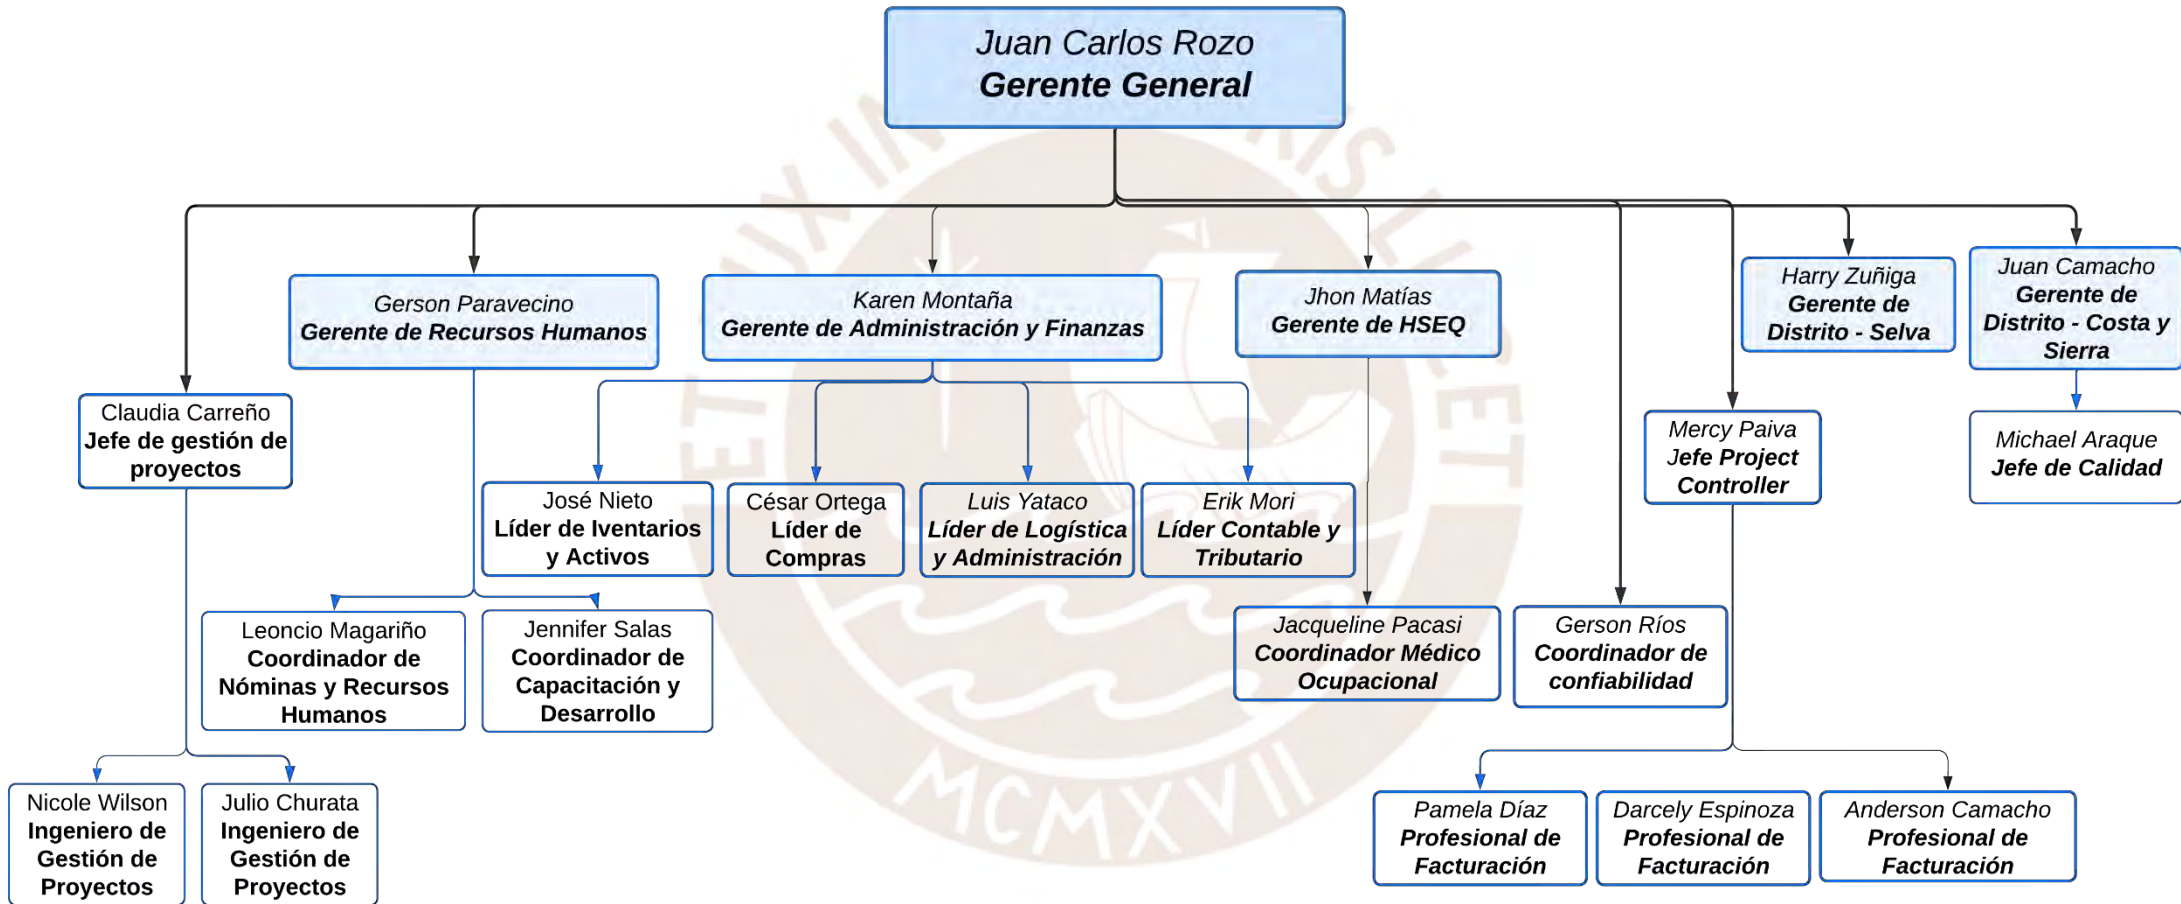 Juan Carlos Rozo
Gerente General
Gerson Paravecino
Gerente de Recursos Humanos
Karen Montaña
Gerente de Administración y Finanzas
Jhon Matías
Gerente de HSEQ
Harry Zuñiga
Gerente de
Distrito - Selva
Juan Camacho
Gerente de
Distrito - Costa y
Sierra
Claudia Carreño
Jefe de gestión de
proyectos
Mercy Paiva
Jefe Project
Controller
Michael Araque
Jefe de Calidad
José Nieto
Líder de Iventarios
y Activos
César Ortega
Líder de
Compras
Luis Yataco
Líder de Logística
y Administración
Erik Mori
Líder Contable y
Tributario
Leoncio Magariño
Coordinador de
Nóminas y Recursos
Humanos
Jennifer Salas
Coordinador de
Capacitación y
Desarrollo
Jacqueline Pacasi
Coordinador Médico
Ocupacional
Gerson Ríos
Coordinador de
confiabilidad
Nicole Wilson
Ingeniero de
Gestión de
Proyectos
Julio Churata
Ingeniero de
Gestión de
Proyectos
Pamela Díaz
Profesional de
Facturación
Darcely Espinoza
Profesional de
Facturación
Anderson Camacho
Profesional de
Facturación
MCMXVII